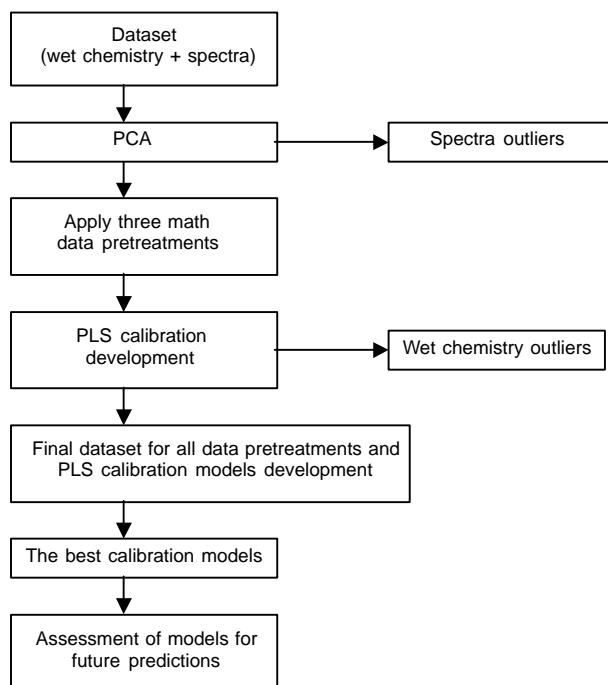 Dataset
(wet chemistry + spectra)
PCA
Spectra outliers
Apply three math
data pretreatments
PLS calibration
development
Wet chemistry outliers
Final dataset for all data pretreatments and
PLS calibration models development
The best calibration models
Assessment of models for
future predictions